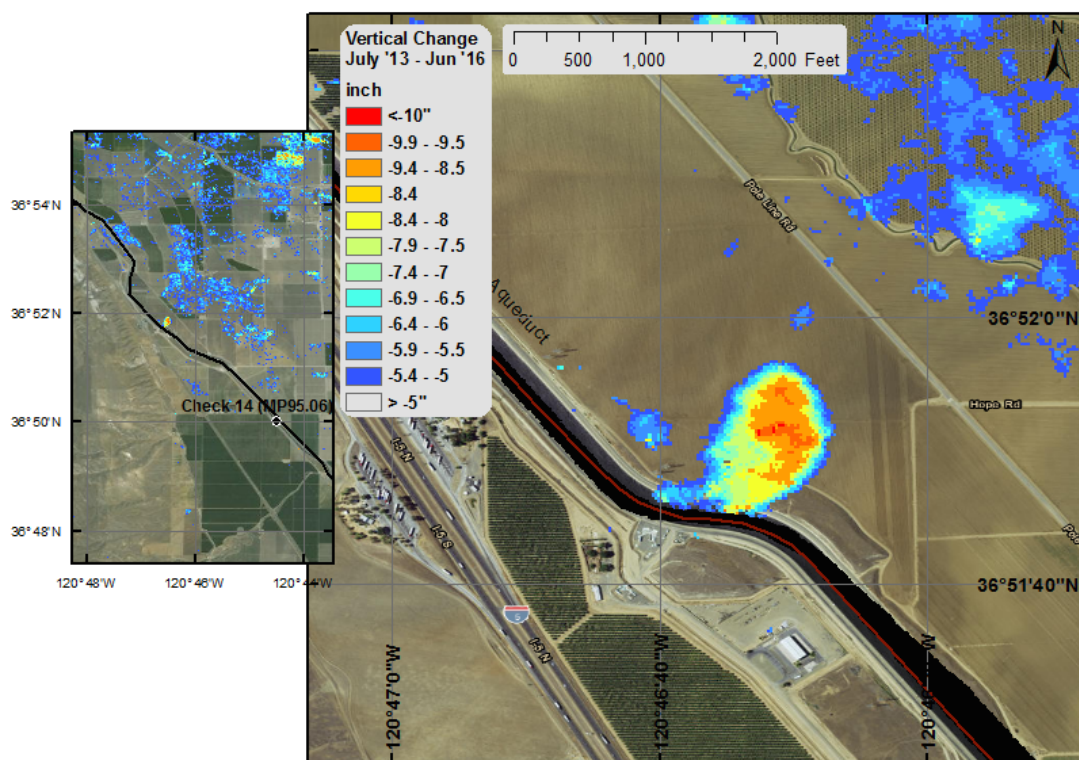 Vertical Change
July '13 - Jun '16
inch
<-10"
-9.9 - -9.5
-9.4 - -8.5
-8.4
-8.4 - -8
-7.9 - -7.5
-7.4 - -7
-6.9 - -6.5
-6.4 - -6
-5.9 - -5.5
-5.4 - -5
> -5"
0 500 1,000 2,000 Feet
N
Pole Line Rd
Aqueduct
36°52'0"N
Hope Rd
Pole
I-5 N
I-5 S
5
I-5 N
36°51'40"N
120°47'0"W
120°46'40"W
36°54'N
36°52'N
36°50'N
36°48'N
Check 14 (MP95.06)
120°48'W
120°46'W
120°44'W